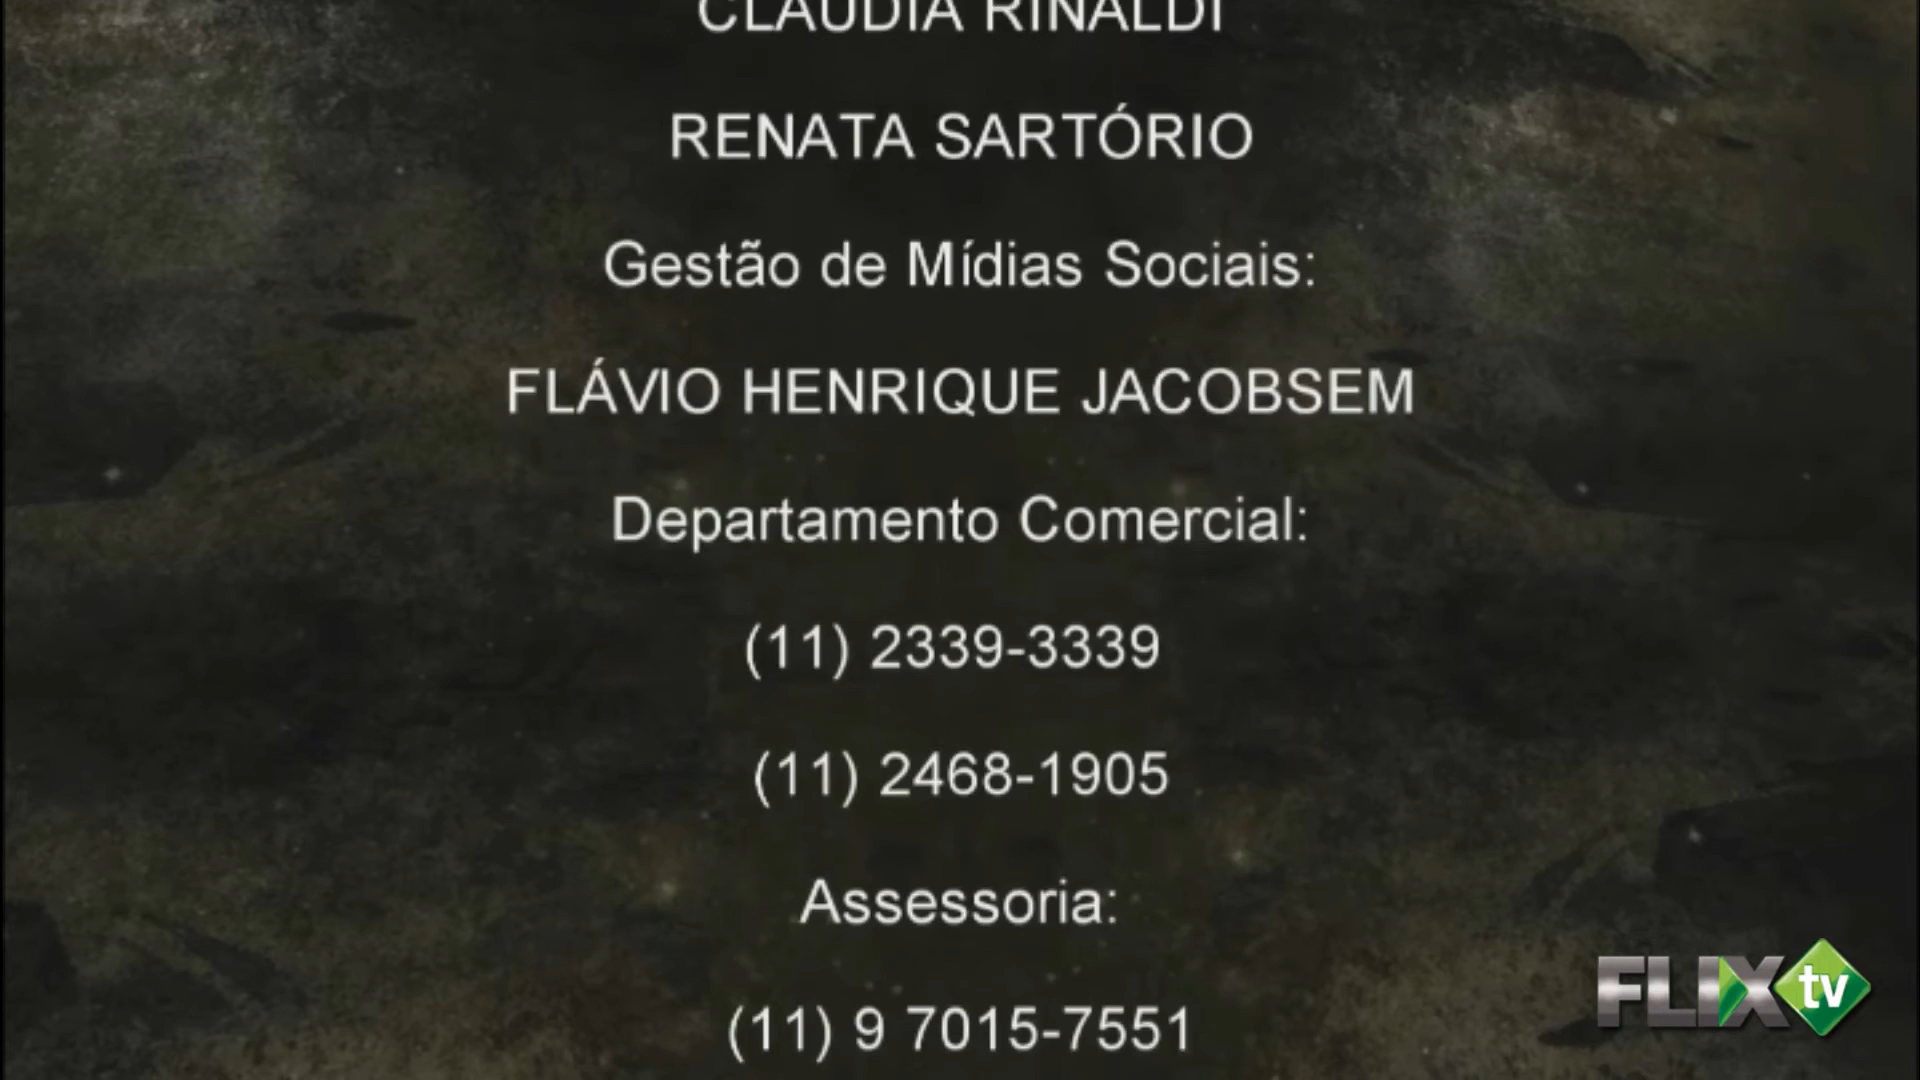 CLAUDIA RINALDI
RENATA SARTÓRIO
Gestão de Mídias Sociais:
FLÁVIO HENRIQUE JACOBSEM
Departamento Comercial:
(11) 2339-3339
(11) 2468-1905
Assessoria:
(11) 9 7015-7551
FLIX tv